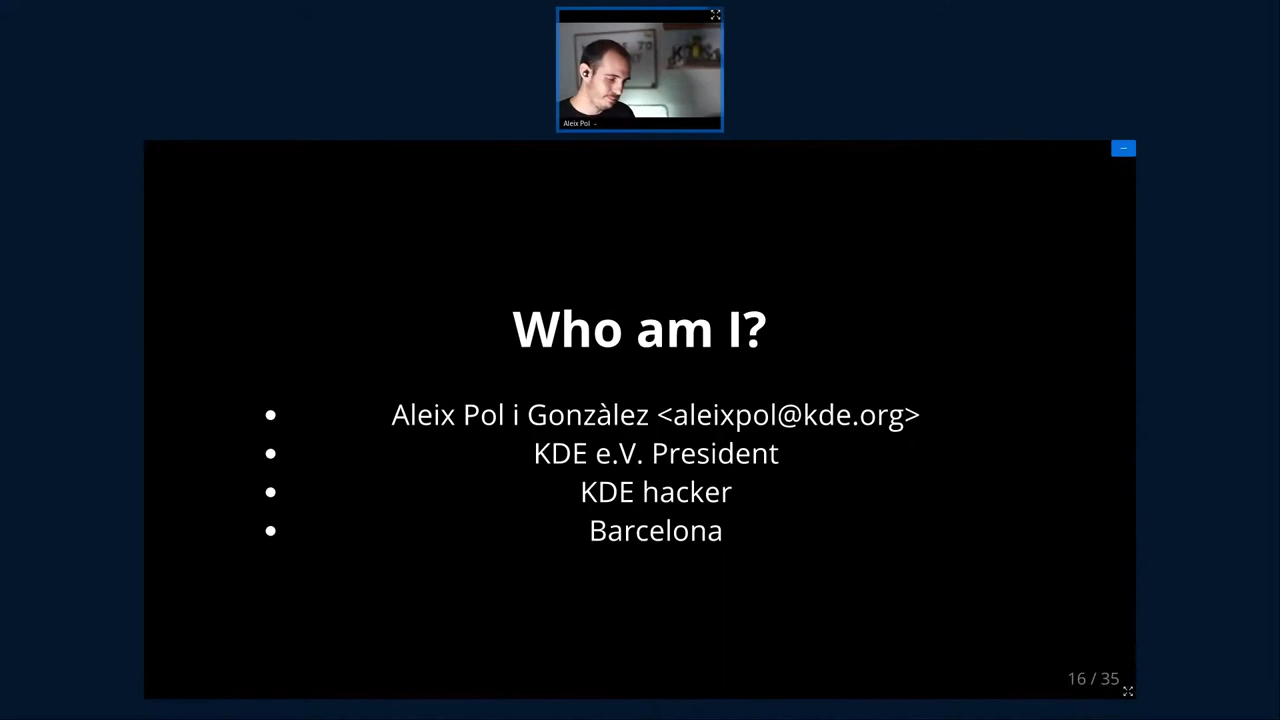 Aleix Pol
Who am I?
• Aleix Pol i Gonzàlez <aleixpol@kde.org>
• KDE e.V. President
• KDE hacker
• Barcelona
16 / 35